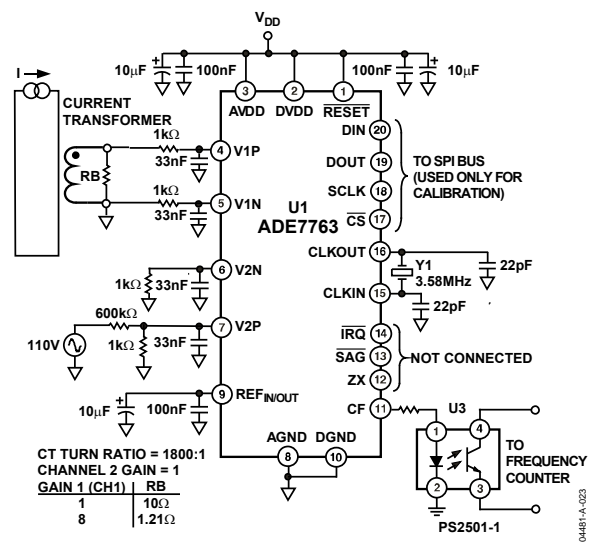 V_DD
10μF
100nF
100nF
10μF
3
2
1
AVDD
DVDD
RESET
I
CURRENT
TRANSFORMER
RB
1kΩ
33nF
4
V1P
1kΩ
33nF
5
V1N
U1
ADE7763
DIN
20
DOUT
19
SCLK
18
CS
17
TO SPI BUS
(USED ONLY FOR
CALIBRATION)
CLKOUT
16
Y1
3.58MHz
22pF
CLKIN
15
22pF
1kΩ
33nF
6
V2N
600kΩ
110V
1kΩ
33nF
7
V2P
IRQ
14
SAG
13
ZX
12
NOT CONNECTED
10μF
100nF
9
REF_IN/OUT
CF
11
U3
AGND
DGND
8
10
1
4
2
3
TO
FREQUENCY
COUNTER
PS2501-1
CT TURN RATIO = 1800:1
CHANNEL 2 GAIN = 1
GAIN 1 (CH1) RB
1 10Ω
8 1.21Ω
04481-A-023